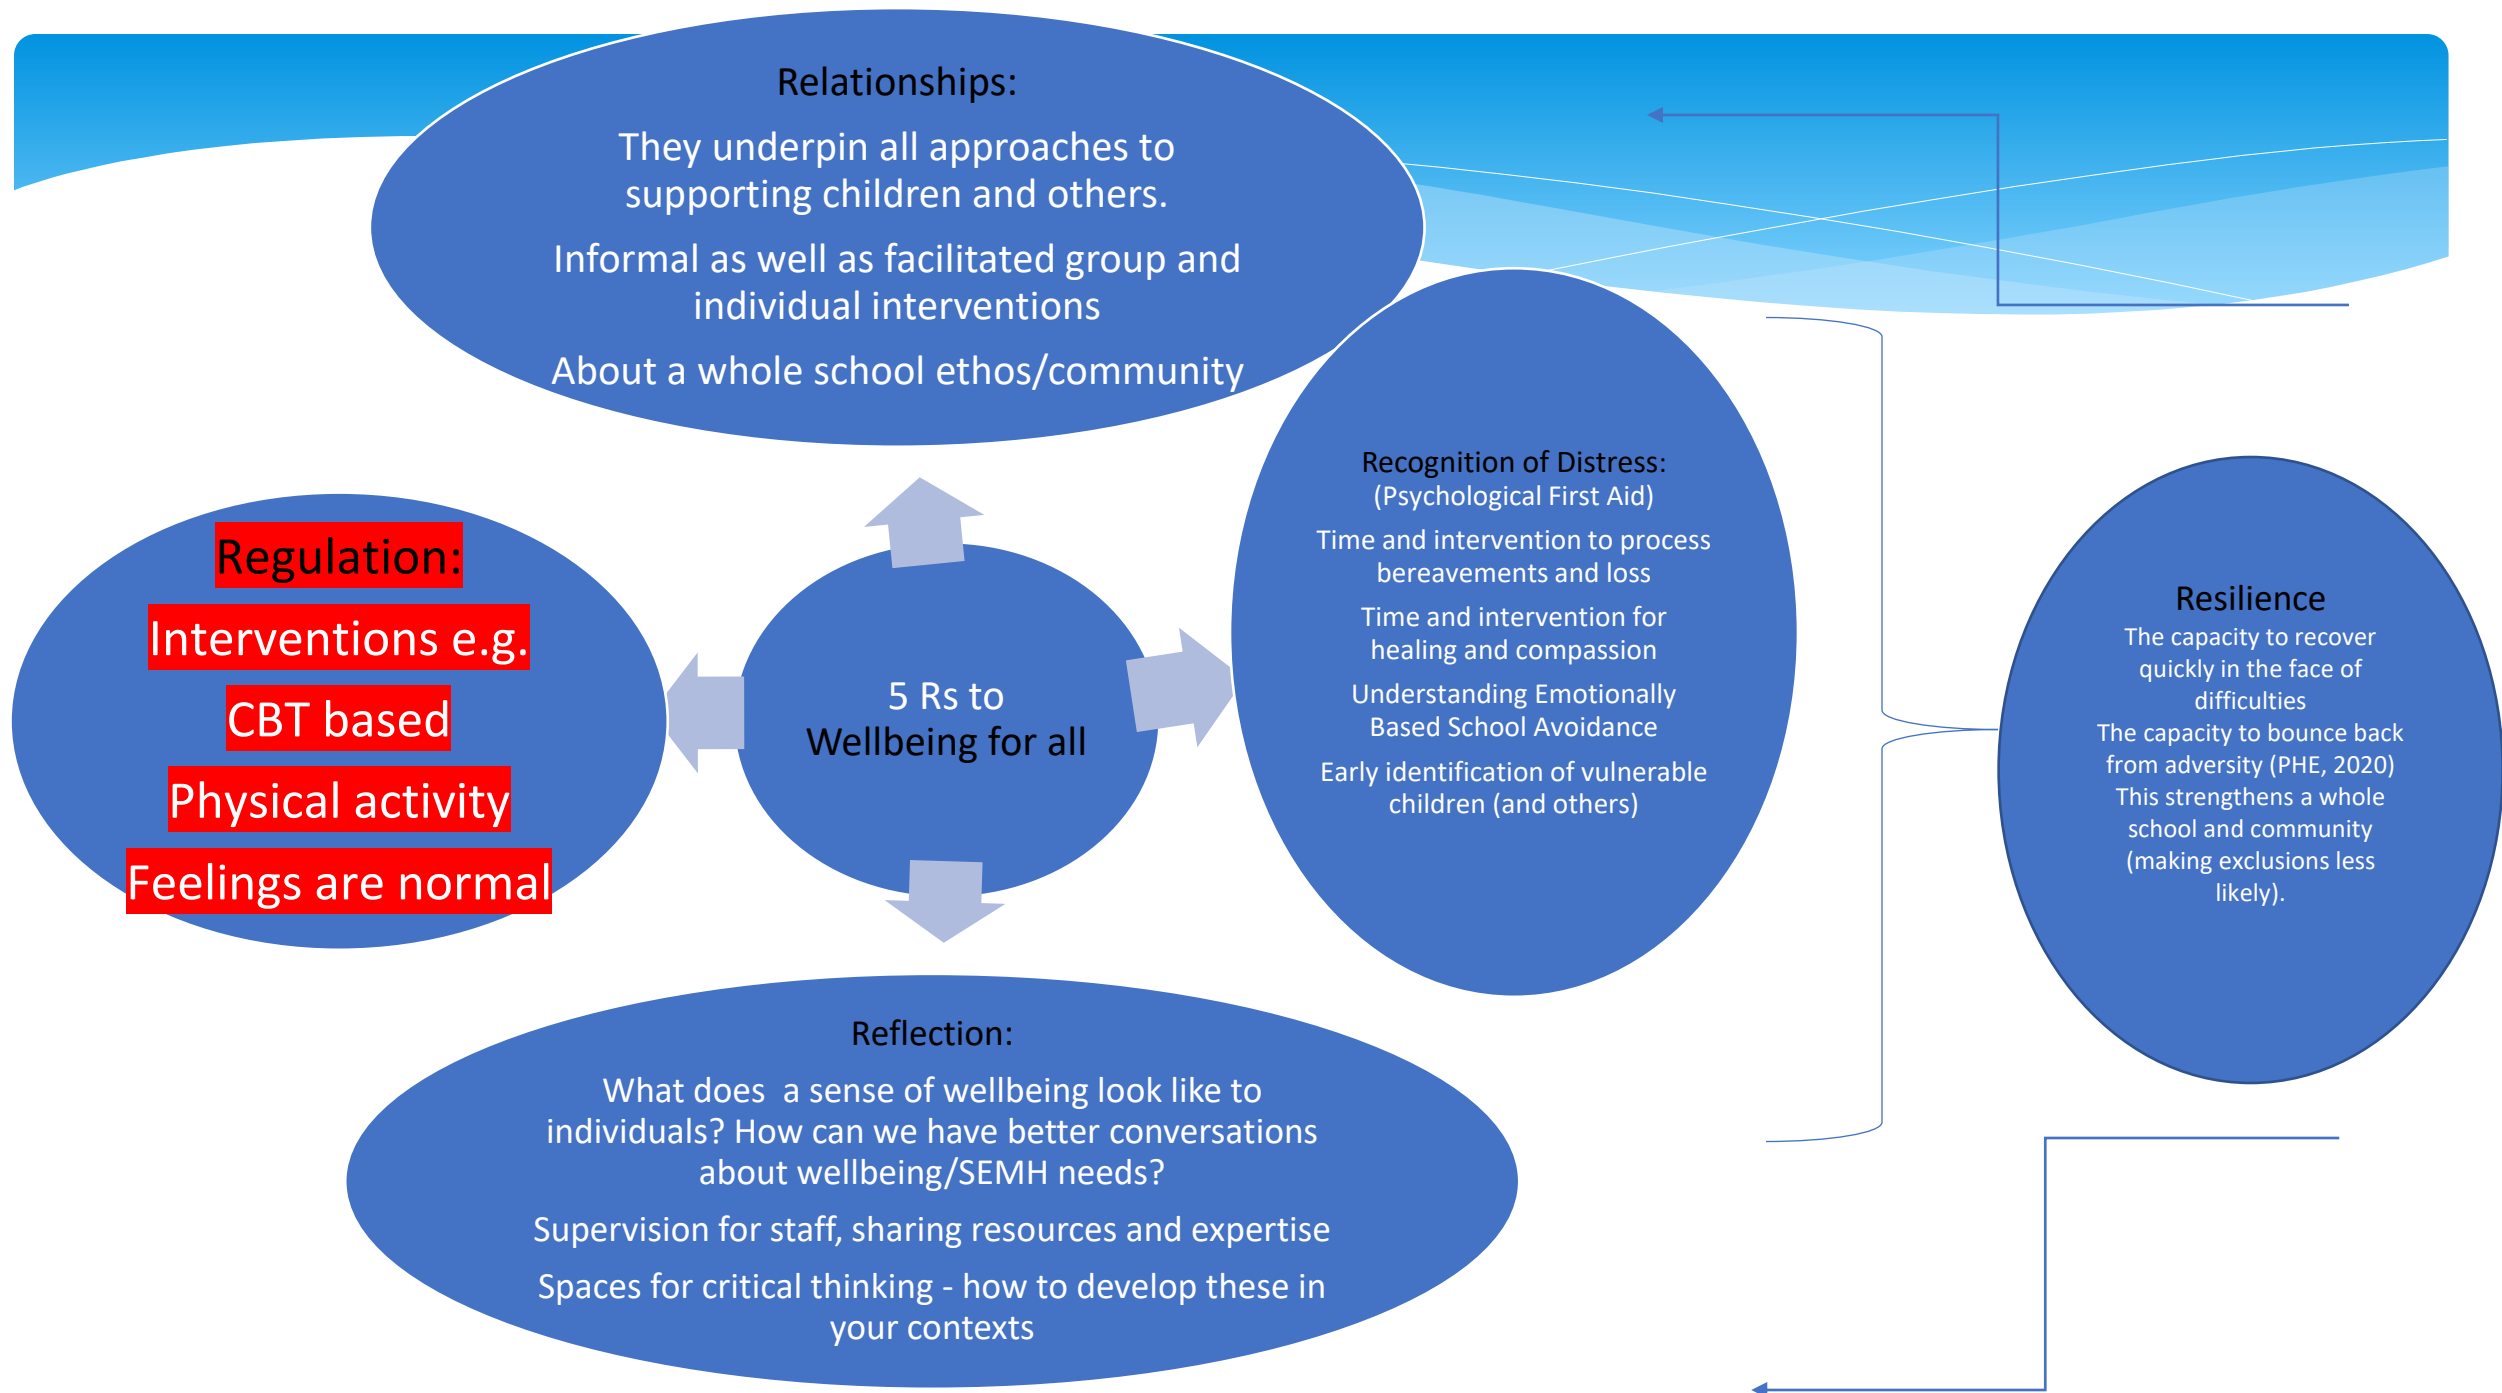 Relationships:
They underpin all approaches to
supporting children and others.
Informal as well as facilitated group and
individual interventions
About a whole school ethos/community
Recognition of Distress:
(Psychological First Aid)
Time and intervention to process
bereavements and loss
Time and intervention for
healing and compassion
Understanding Emotionally
Based School Avoidance
Early identification of vulnerable
children (and others)
Regulation:
Interventions e.g.
CBT based
Physical activity
Feelings are normal
5 Rs to
Wellbeing for all
Resilience
The capacity to recover
quickly in the face of
difficulties
The capacity to bounce back
from adversity (PHE, 2020)
This strengthens a whole
school and community
(making exclusions less
likely).
Reflection:
What does  a sense of wellbeing look like to
individuals? How can we have better conversations
about wellbeing/SEMH needs?
Supervision for staff, sharing resources and expertise
Spaces for critical thinking - how to develop these in
your contexts